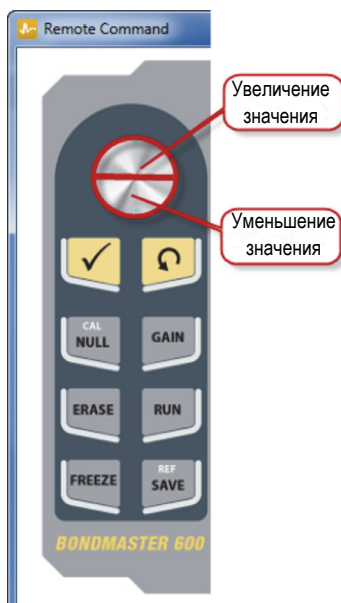 Remote Command
Увеличение
значения
Уменьшение
значения
CAL
NULL
GAIN
ERASE
RUN
FREEZE
REF
SAVE
BONDMASTER 600